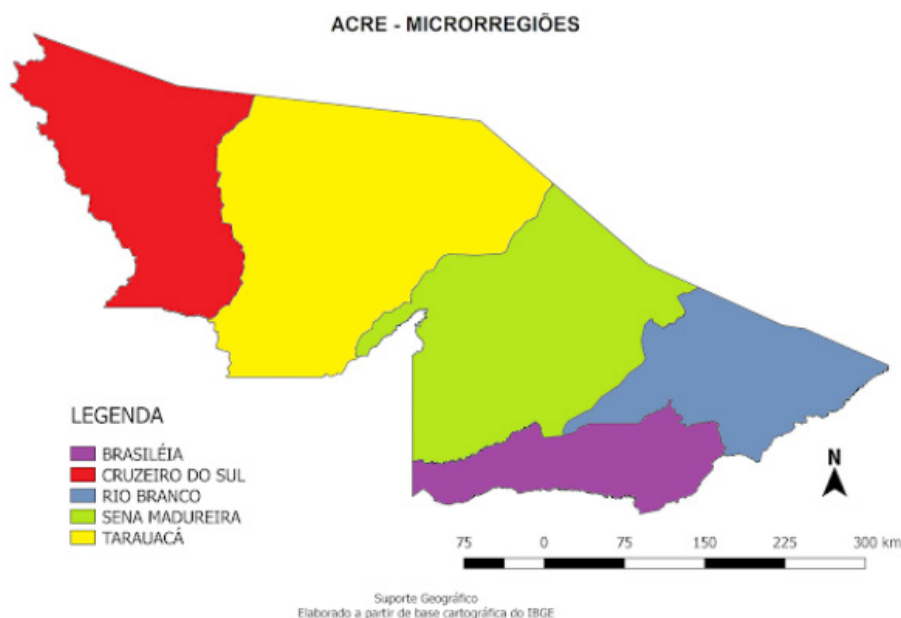 ACRE - MICRORREGIÕES
LEGENDA
BRASILÉIA
CRUZEIRO DO SUL
RIO BRANCO
SENA MADUREIRA
TARAUACÁ
N
75 0 75 150 225 300 km
Suporte Geográfico
Elaborado a partir de base cartográfica do IBGE